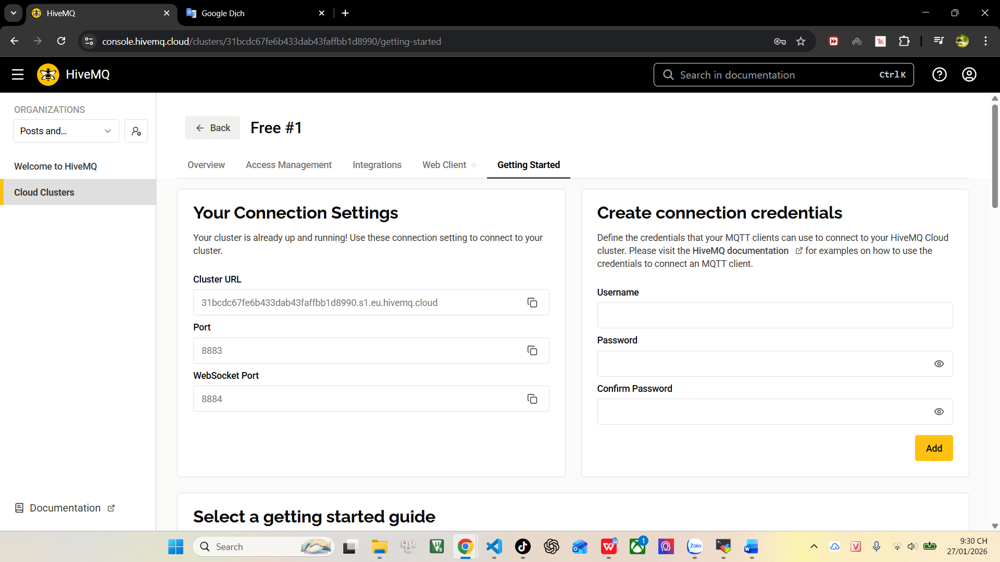 HiveMQ
Google Dịch
console.hivemq.cloud/clusters/31bcdc67fe6b433dab43faffbb1d8990/getting-started
HiveMQ
Search in documentation
Ctrl K
ORGANIZATIONS
Posts and...
Welcome to HiveMQ
Cloud Clusters
Documentation
Back
Free #1
Overview
Access Management
Integrations
Web Client
Getting Started
Your Connection Settings
Your cluster is already up and running! Use these connection setting to connect to your
cluster.
Cluster URL
31bcdc67fe6b433dab43faffbb1d8990.s1.eu.hivemq.cloud
Port
8883
WebSocket Port
8884
Create connection credentials
Define the credentials that your MQTT clients can use to connect to your HiveMQ Cloud
cluster. Please visit the HiveMQ documentation for examples on how to use the
credentials to connect an MQTT client.
Username
Password
Confirm Password
Add
Select a getting started guide
Search
Zalo
1
9:30 CH
27/01/2026